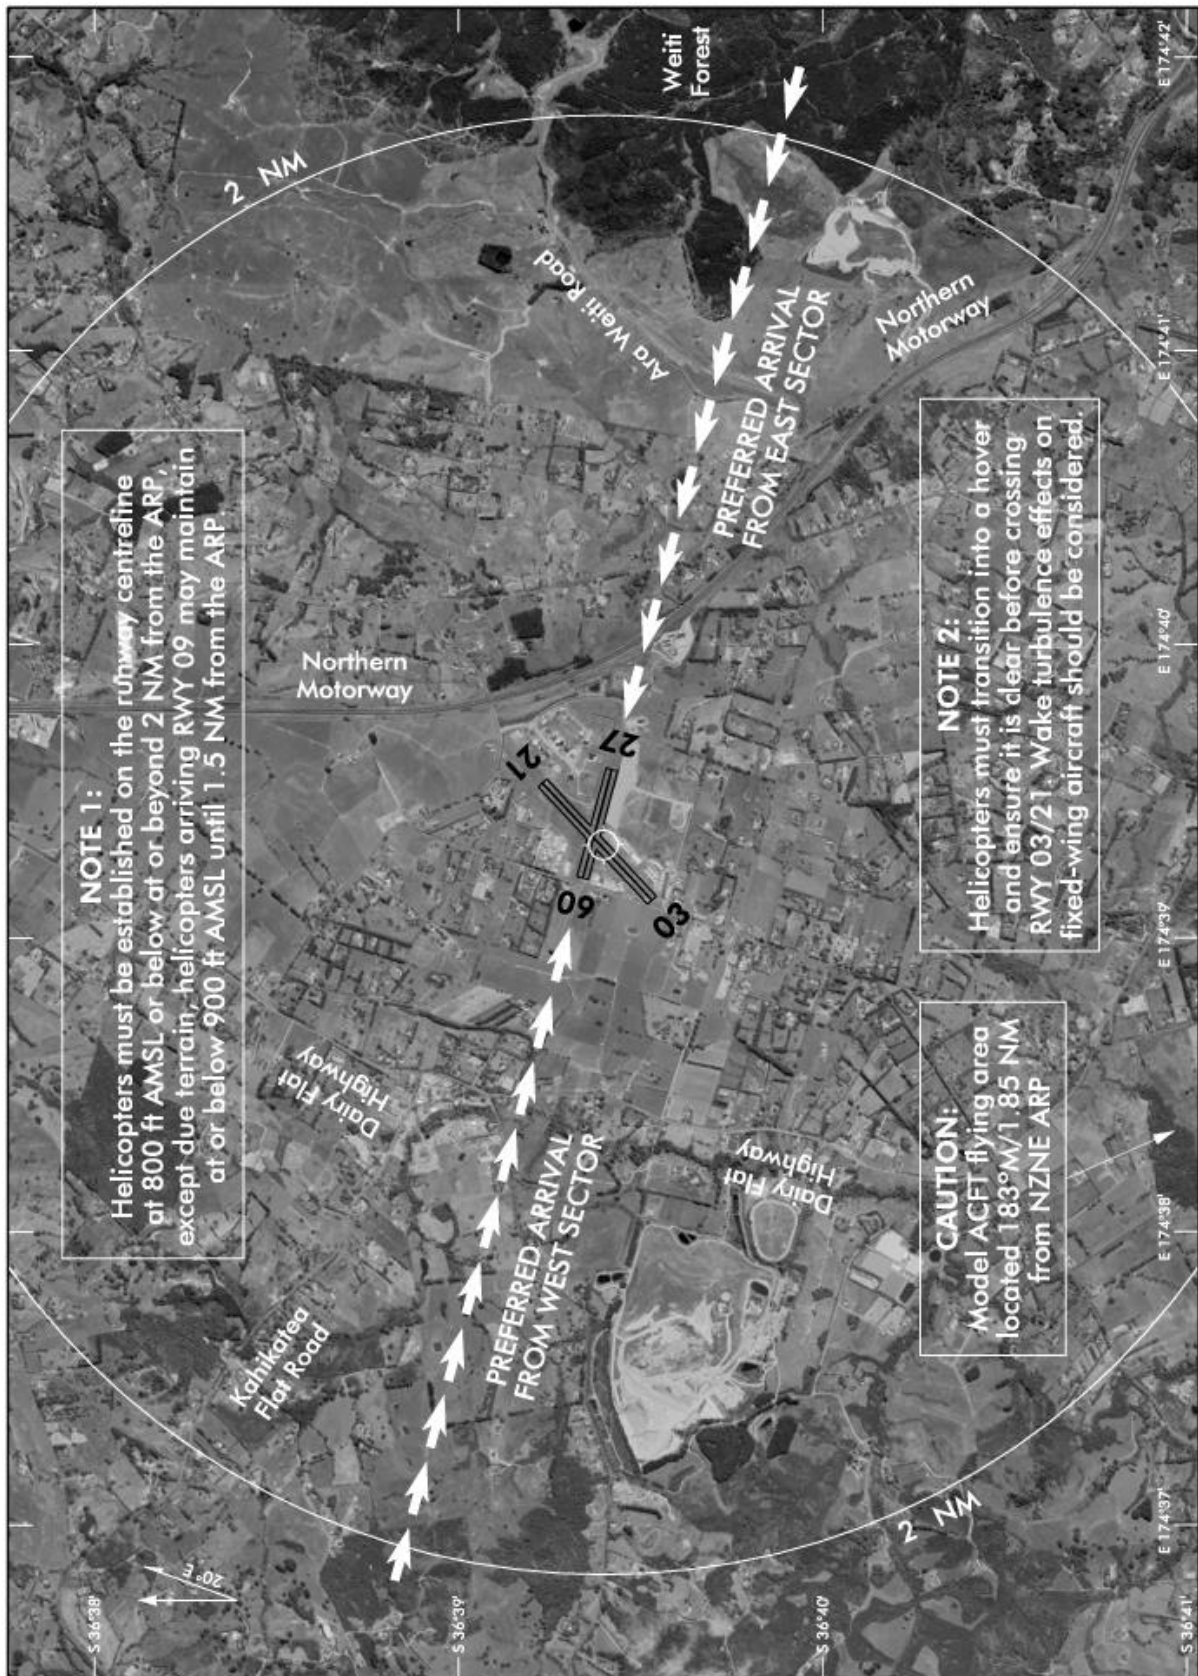 NOTE 1:
Helicopters must be established on the runway centreline
at 800 ft AMSL or below at or beyond 2 NM from the ARP,
except due terrain, helicopters arriving RWY 09 may maintain
at or below 900 ft AMSL until 1.5 NM from the ARP.
2 NM
Weiti
Forest
Ara Weiti Road
Northern
Motorway
21
27
09
03
PREFERRED ARRIVAL
FROM EAST SECTOR
Northern
Motorway
Dairy Flat
Highway
Kahikatea
Flat Road
PREFERRED ARRIVAL
FROM WEST SECTOR
Dairy Flat
Highway
2 NM
20°E
CAUTION:
Model ACFT flying area
located 183°M/1.85 NM
from NZNE ARP
NOTE 2:
Helicopters must transition into a hover
and ensure it is clear before crossing
RWY 03/21. Wake turbulence effects on
fixed-wing aircraft should be considered.
S 36°38'
S 36°39'
S 36°40'
S 36°41'
E 174°37'
E 174°38'
E 174°39'
E 174°40'
E 174°41'
E 174°42'